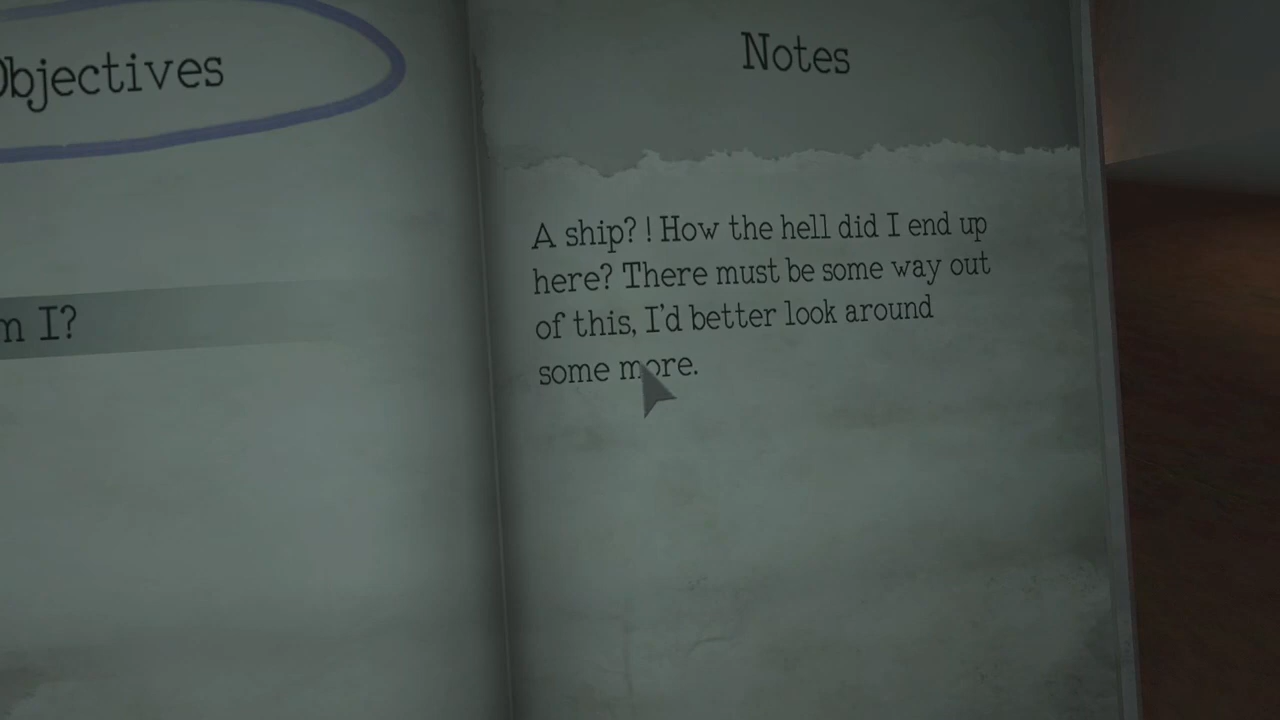 Objectives
m I?
Notes
A ship?! How the hell did I end up
here? There must be some way out
of this, I'd better look around
some more.